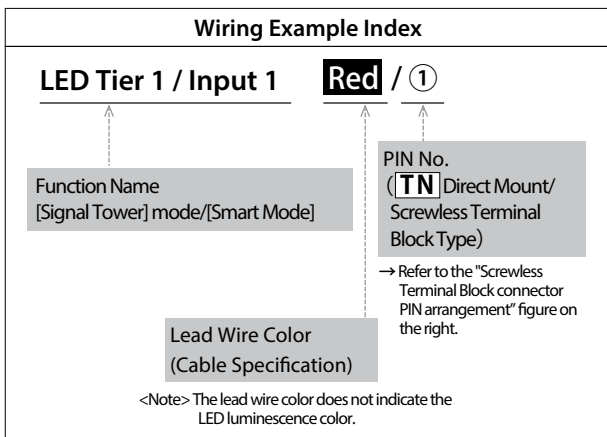 Wiring Example Index
LED Tier 1 / Input 1 Red / ①
Function Name
[Signal Tower] mode/[Smart Mode]
PIN No.
(TN Direct Mount/
Screwless Terminal
Block Type)
→ Refer to the "Screwless
Terminal Block connector
PIN arrangement” figure on
the right.
Lead Wire Color
(Cable Specification)
<Note> The lead wire color does not indicate the
LED luminescence color.